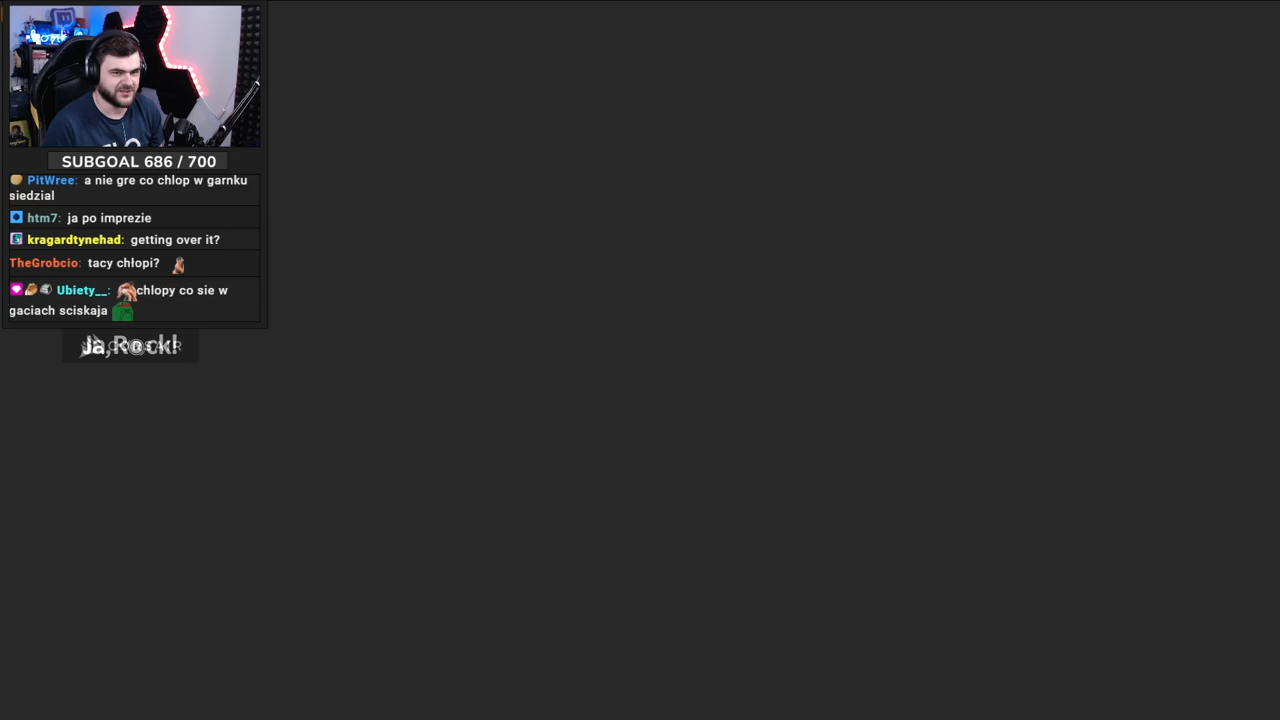 SUBGOAL 686 / 700
PitWree: a nie gre co chlop w garnku
siedzial
htm7: ja po imprezie
kragardtynehad: getting over it?
TheGrobcio: tacy chłopi?
Ubiety__: chlopy co sie w
gaciach sciskaja
Ja,Rock!